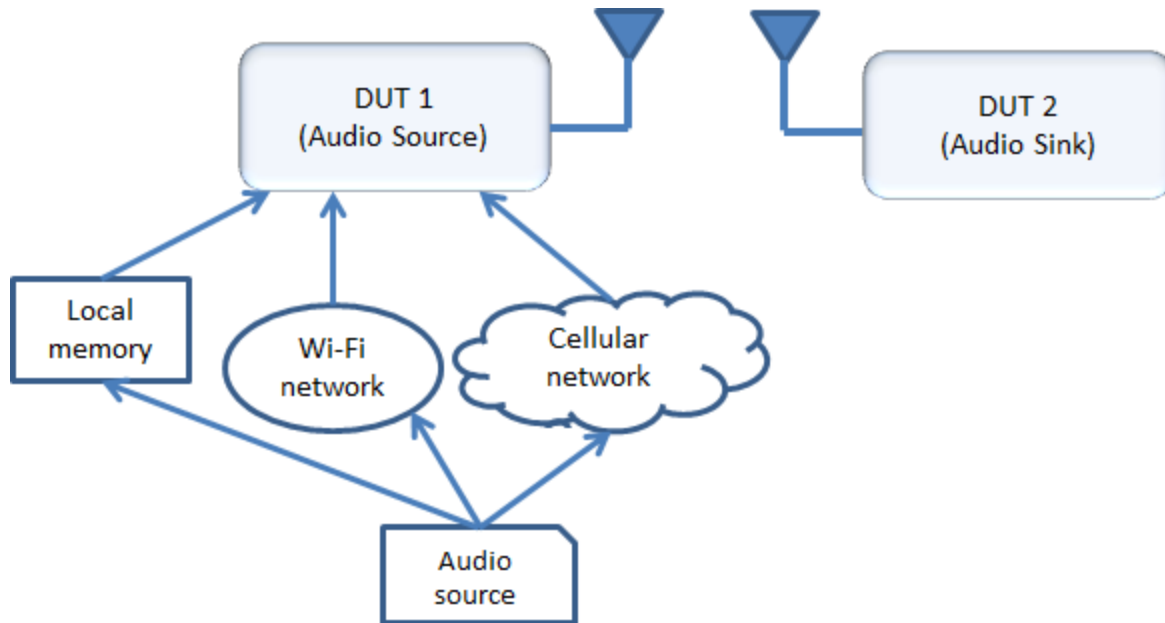 DUT 1
(Audio Source)
DUT 2
(Audio Sink)
Local
memory
Wi-Fi
network
Cellular
network
Audio
source